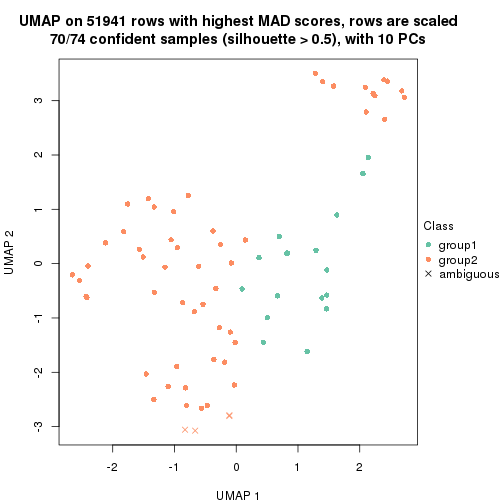 UMAP on 51941 rows with highest MAD scores, rows are scaled
70/74 confident samples (silhouette > 0.5), with 10 PCs
3
2
1
0
-1
-2
-3
UMAP 2
-2
-1
0
1
2
UMAP 1
Class
group1
group2
ambiguous